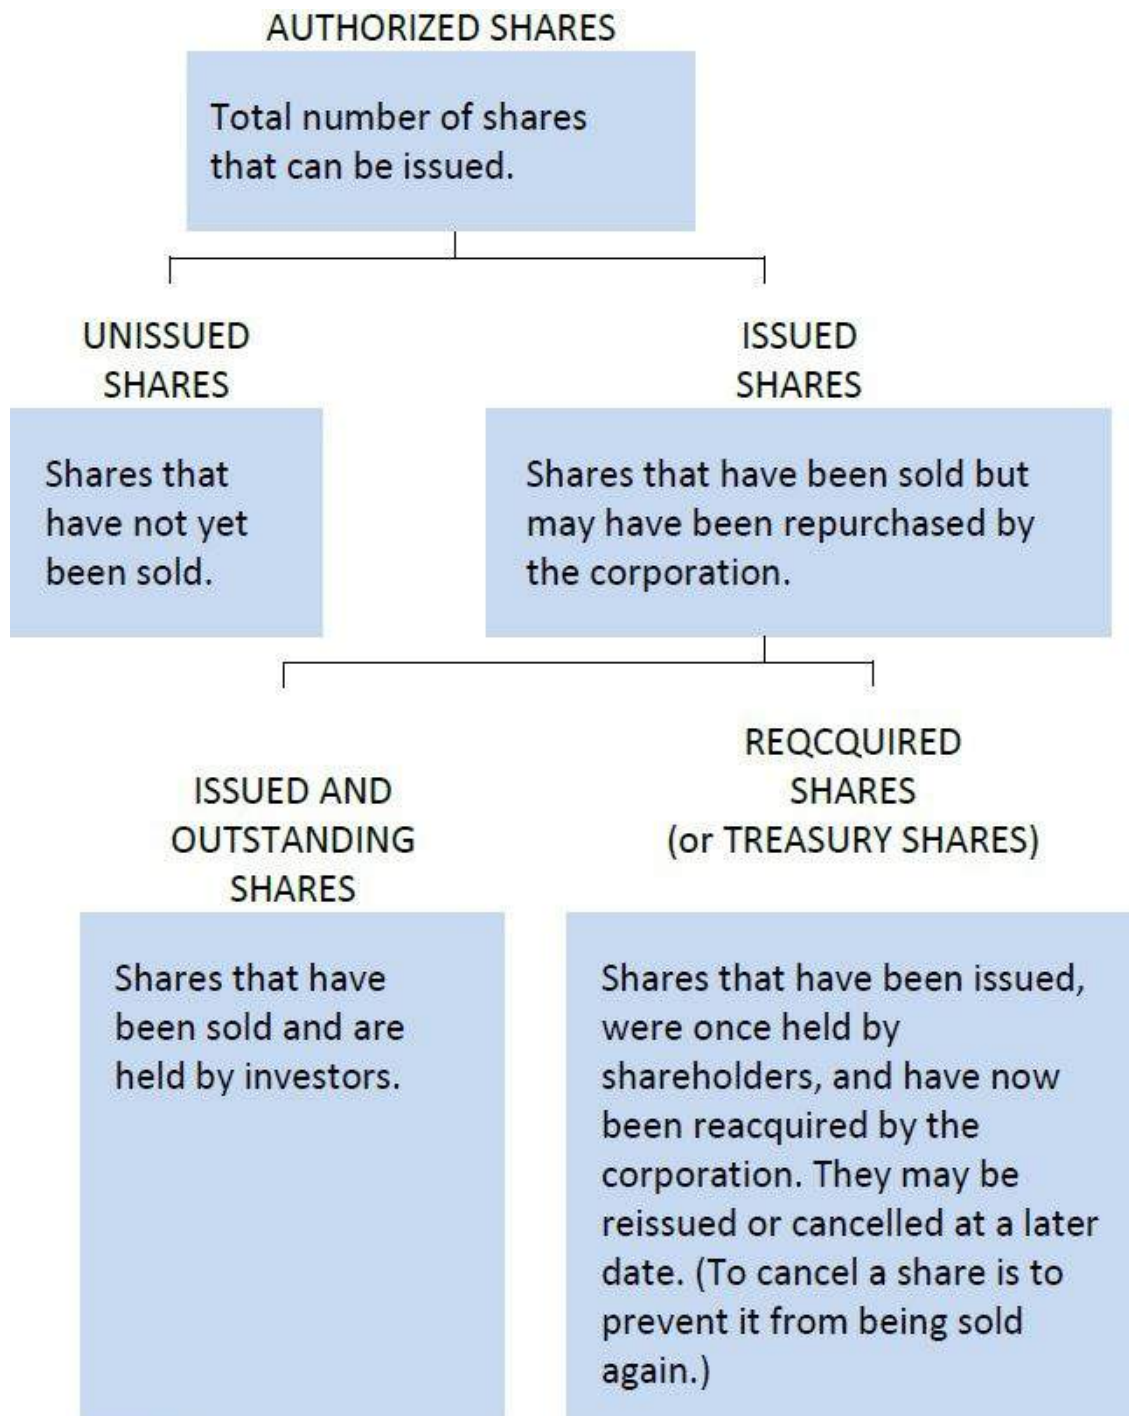 AUTHORIZED SHARES
Total number of shares
that can be issued.
UNISSUED
SHARES
Shares that
have not yet
been sold.
ISSUED
SHARES
Shares that have been sold but
may have been repurchased by
the corporation.
ISSUED AND
OUTSTANDING
SHARES
Shares that have
been sold and are
held by investors.
REQCQUIRED
SHARES
(or TREASURY SHARES)
Shares that have been issued,
were once held by
shareholders, and have now
been reacquired by the
corporation. They may be
reissued or cancelled at a later
date. (To cancel a share is to
prevent it from being sold
again.)